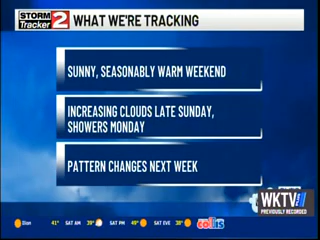 STORM
Tracker 2
WHAT WE'RE TRACKING
SUNNY, SEASONABLY WARM WEEKEND
INCREASING CLOUDS LATE SUNDAY,
SHOWERS MONDAY
PATTERN CHANGES NEXT WEEK
WKTV
PREVIOUSLY RECORDED
Ilion 41° SAT AM 39° SAT PM 49° SAT EVE 38°